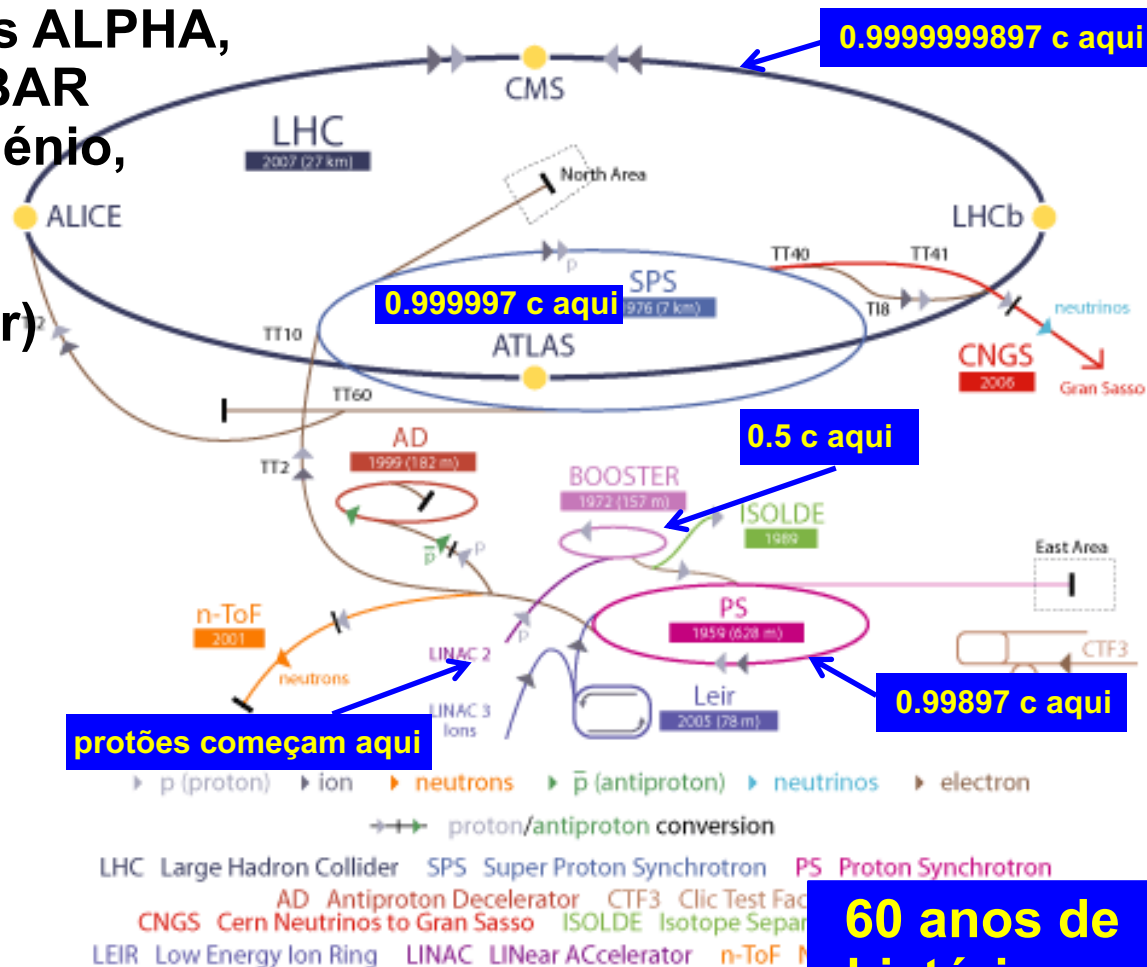 s ALPHA,
BAR
énio,
r)
0.9999999897 c aqui
CMS
LHC
2007 (27 km)
North Area
ALICE
LHCb
TT40
TT41
SPS
976 (7 km)
0.999997 c aqui
TI8
neutrinos
TT10
ATLAS
CNGS
2006
Gran Sasso
TT60
0.5 c aqui
AD
1999 (182 m)
TT2
BOOSTER
1972 (157 m)
ISOLDE
1989
p
p̅
p
East Area
n-ToF
2001
PS
1959 (628 m)
p
LINAC 2
CTF3
neutrons
Leir
2005 (78 m)
0.99897 c aqui
LINAC 3
Ions
protões começam aqui
p (proton) ion neutrons p̅ (antiproton) neutrinos electron
proton/antiproton conversion
LHC Large Hadron Collider SPS Super Proton Synchrotron PS Proton Synchrotron
AD Antiproton Decelerator CTF3 Clic Test Fac
CNGS Cern Neutrinos to Gran Sasso ISOLDE Isotope Separ
LEIR Low Energy Ion Ring LINAC LINear ACcelerator n-ToF N
60 anos de